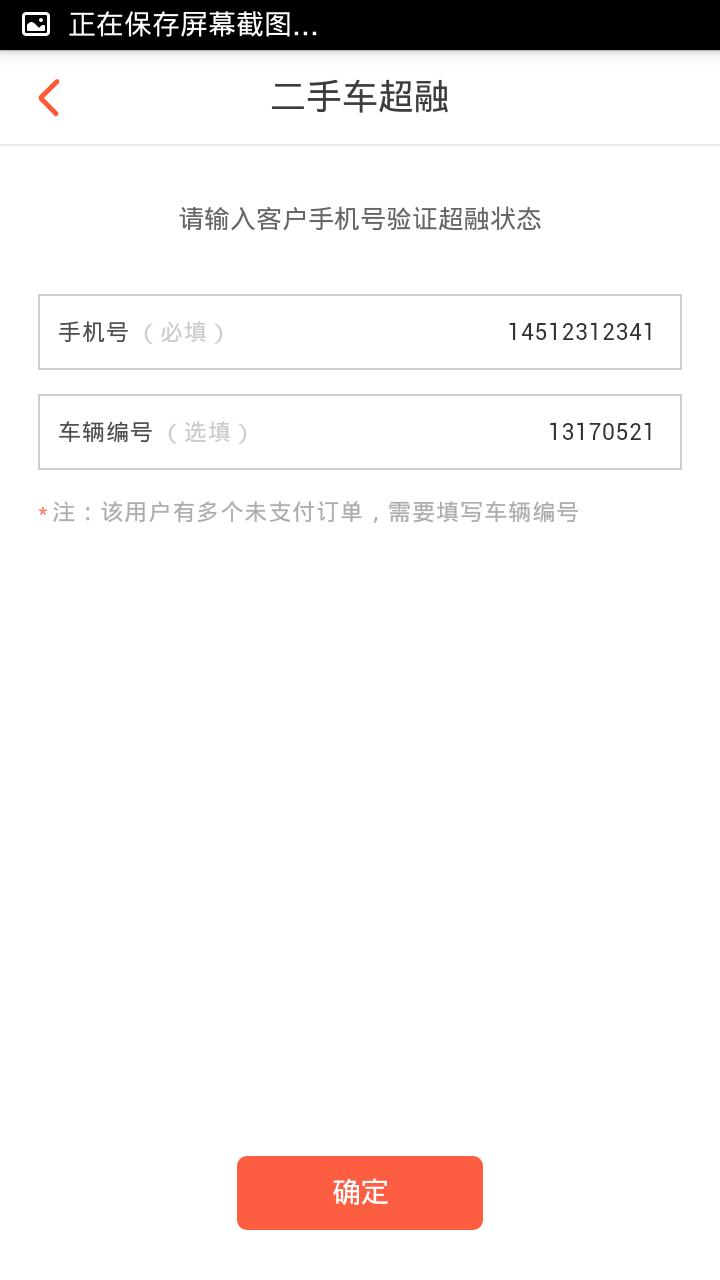 正在保存屏幕截图...
二手车超融
请输入客户手机号验证超融状态
手机号（必填） 14512312341
车辆编号（选填） 13170521
*注：该用户有多个未支付订单，需要填写车辆编号
确定